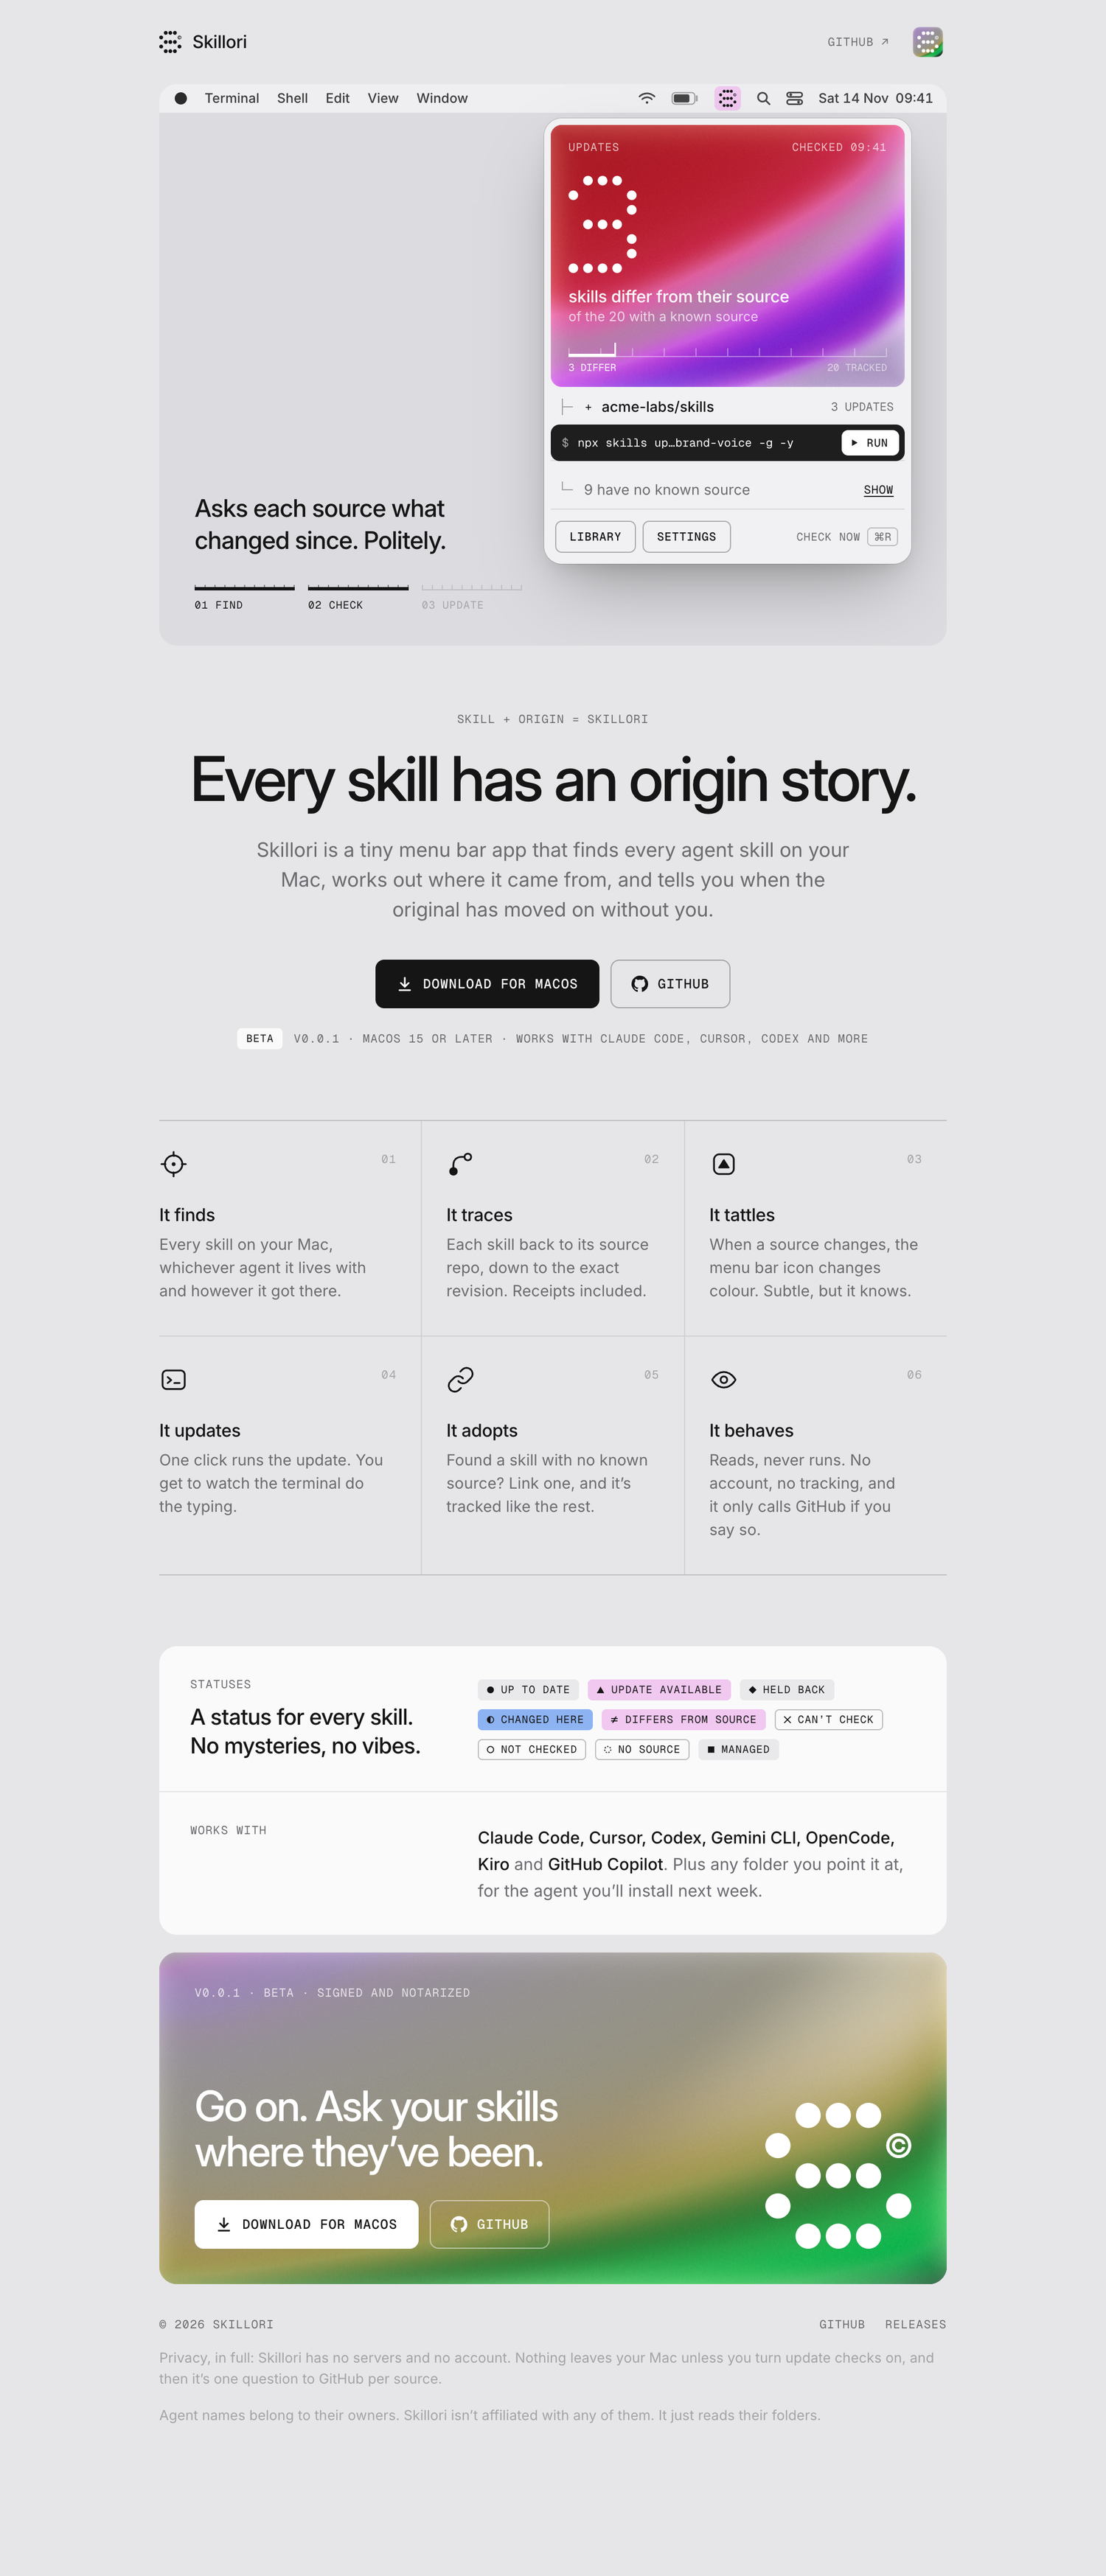 Skillori
GITHUB ↗
Terminal Shell Edit View Window
Sat 14 Nov 09:41
UPDATES
CHECKED 09:41
3
skills differ from their source
of the 20 with a known source
3 DIFFER
20 TRACKED
+ acme-labs/skills
3 UPDATES
$ npx skills up…brand-voice -g -y
RUN
9 have no known source
SHOW
LIBRARY
SETTINGS
CHECK NOW ⌘R
Asks each source what
changed since. Politely.
01 FIND
02 CHECK
03 UPDATE
SKILL + ORIGIN = SKILLORI
Every skill has an origin story.
Skillori is a tiny menu bar app that finds every agent skill on your
Mac, works out where it came from, and tells you when the
original has moved on without you.
DOWNLOAD FOR MACOS
GITHUB
BETA
V0.0.1 · MACOS 15 OR LATER · WORKS WITH CLAUDE CODE, CURSOR, CODEX AND MORE
01
It finds
Every skill on your Mac,
whichever agent it lives with
and however it got there.
02
It traces
Each skill back to its source
repo, down to the exact
revision. Receipts included.
03
It tattles
When a source changes, the
menu bar icon changes
colour. Subtle, but it knows.
04
It updates
One click runs the update. You
get to watch the terminal do
the typing.
05
It adopts
Found a skill with no known
source? Link one, and it’s
tracked like the rest.
06
It behaves
Reads, never runs. No
account, no tracking, and
it only calls GitHub if you
say so.
STATUSES
A status for every skill.
No mysteries, no vibes.
UP TO DATE
UPDATE AVAILABLE
HELD BACK
CHANGED HERE
≠ DIFFERS FROM SOURCE
CAN'T CHECK
NOT CHECKED
NO SOURCE
MANAGED
WORKS WITH
Claude Code, Cursor, Codex, Gemini CLI, OpenCode,
Kiro and GitHub Copilot. Plus any folder you point it at,
for the agent you’ll install next week.
V0.0.1 · BETA · SIGNED AND NOTARIZED
Go on. Ask your skills
where they’ve been.
DOWNLOAD FOR MACOS
GITHUB
©
© 2026 SKILLORI
GITHUB
RELEASES
Privacy, in full: Skillori has no servers and no account. Nothing leaves your Mac unless you turn update checks on, and
then it’s one question to GitHub per source.
Agent names belong to their owners. Skillori isn’t affiliated with any of them. It just reads their folders.